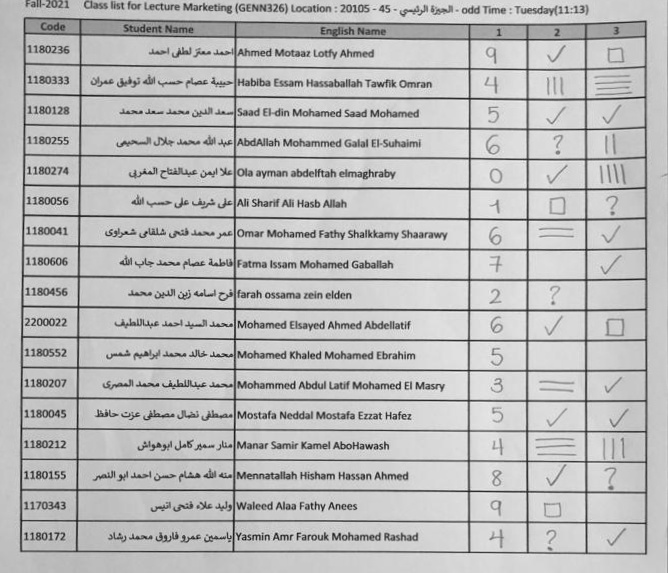 Fall-2021 Class list for Lecture Marketing (GENN326) Location : 20105 - 45 - الجيزة الرئيسي - odd Time : Tuesday(11:13)
Code Student Name English Name 1 2 3
1180236 احمد معتز لطفى احمد Ahmed Motaaz Lotfy Ahmed 9 ✓ □
1180333 حبيبة عصام حسب الله توفيق عمران Habiba Essam Hassaballah Tawfik Omran 4 ||| ☰
1180128 سعد الدين محمد سعد محمد Saad El-din Mohamed Saad Mohamed 5 ✓ ✓
1180255 عبد الله محمد جلال السحيمى AbdAllah Mohammed Galal El-Suhaimi 6 ? ||
1180274 علا ايمن عبدالفتاح المغربى Ola ayman abdelftah elmaghraby 0 ✓ ||||
1180056 على شريف على حسب الله Ali Sharif Ali Hasb Allah 1 □ ?
1180041 عمر محمد فتحى شلقامى شعراوى Omar Mohamed Fathy Shalkkamy Shaarawy 6 = ✓
1180606 فاطمة عصام محمد جاب الله Fatma Issam Mohamed Gaballah 7 ✓
1180456 فرح اسامه زين الدين محمد farah ossama zein elden 2 ?
2200022 محمد السيد احمد عبداللطيف Mohamed Elsayed Ahmed Abdellatif 6 ✓ □
1180552 محمد خالد محمد ابراهيم شمس Mohamed Khaled Mohamed Ebrahim 5
1180207 محمد عبداللطيف محمد المصرى Mohammed Abdul Latif Mohamed El Masry 3 = ✓
1180045 مصطفى نضال مصطفى عزت حافظ Mostafa Neddal Mostafa Ezzat Hafez 5 ✓ ✓
1180212 منار سمير كامل ابوهواش Manar Samir Kamel AboHawash 4 ☰ |||
1180155 منه الله هشام حسن احمد ابو النصر Mennatallah Hisham Hassan Ahmed 8 ✓ ?
1170343 وليد علاء فتحى انيس Waleed Alaa Fathy Anees 9 □
1180172 ياسمين عمرو فاروق محمد رشاد Yasmin Amr Farouk Mohamed Rashad 4 ? ✓